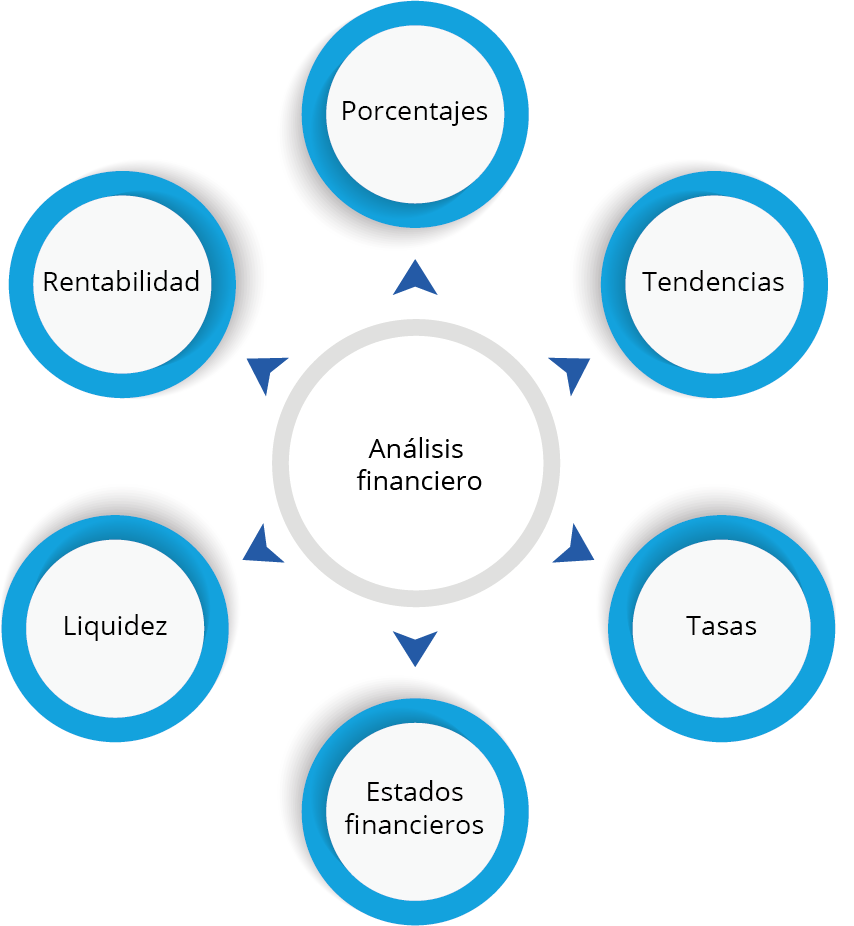 Porcentajes
Rentabilidad
Tendencias
Análisis
financiero
Liquidez
Tasas
Estados
financieros